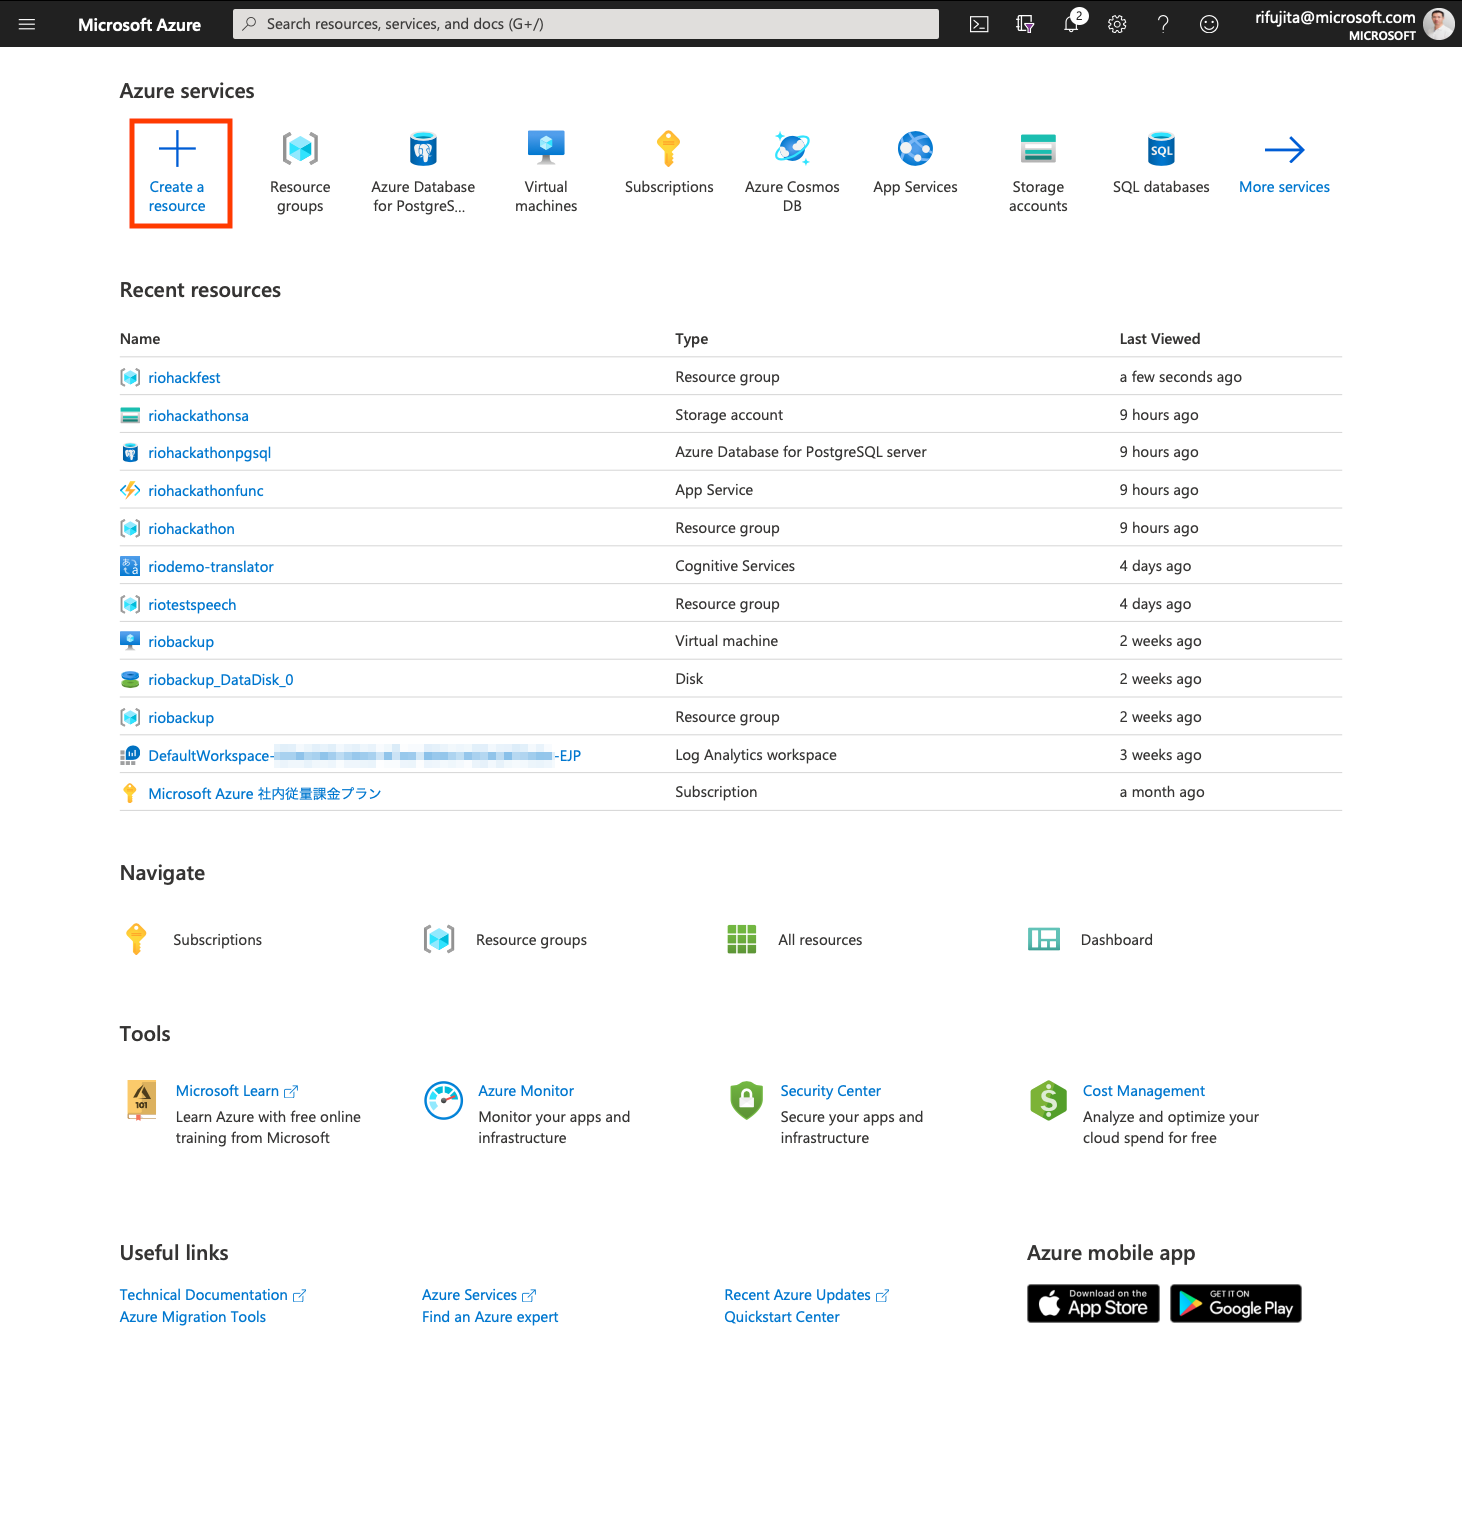 Microsoft Azure
Search resources, services, and docs (G+/)
2
rifujita@microsoft.com
MICROSOFT
Azure services
Create a
resource
Resource
groups
Azure Database
for PostgreS...
Virtual
machines
Subscriptions
Azure Cosmos
DB
App Services
Storage
accounts
SQL
SQL databases
More services
Recent resources
Name Type Last Viewed
riohackfest Resource group a few seconds ago
riohackathonsa Storage account 9 hours ago
riohackathonpgsql Azure Database for PostgreSQL server 9 hours ago
riohackathonfunc App Service 9 hours ago
riohackathon Resource group 9 hours ago
riodemo-translator Cognitive Services 4 days ago
riotestspeech Resource group 4 days ago
riobackup Virtual machine 2 weeks ago
riobackup_DataDisk_0 Disk 2 weeks ago
riobackup Resource group 2 weeks ago
DefaultWorkspace- -EJP Log Analytics workspace 3 weeks ago
Microsoft Azure 社内従量課金プラン Subscription a month ago
Navigate
Subscriptions
Resource groups
All resources
Dashboard
Tools
101
Microsoft Learn
Learn Azure with free online
training from Microsoft
Azure Monitor
Monitor your apps and
infrastructure
Security Center
Secure your apps and
infrastructure
Cost Management
Analyze and optimize your
cloud spend for free
Useful links
Technical Documentation
Azure Migration Tools
Azure Services
Find an Azure expert
Recent Azure Updates
Quickstart Center
Azure mobile app
Download on the
App Store
GET IT ON
Google Play